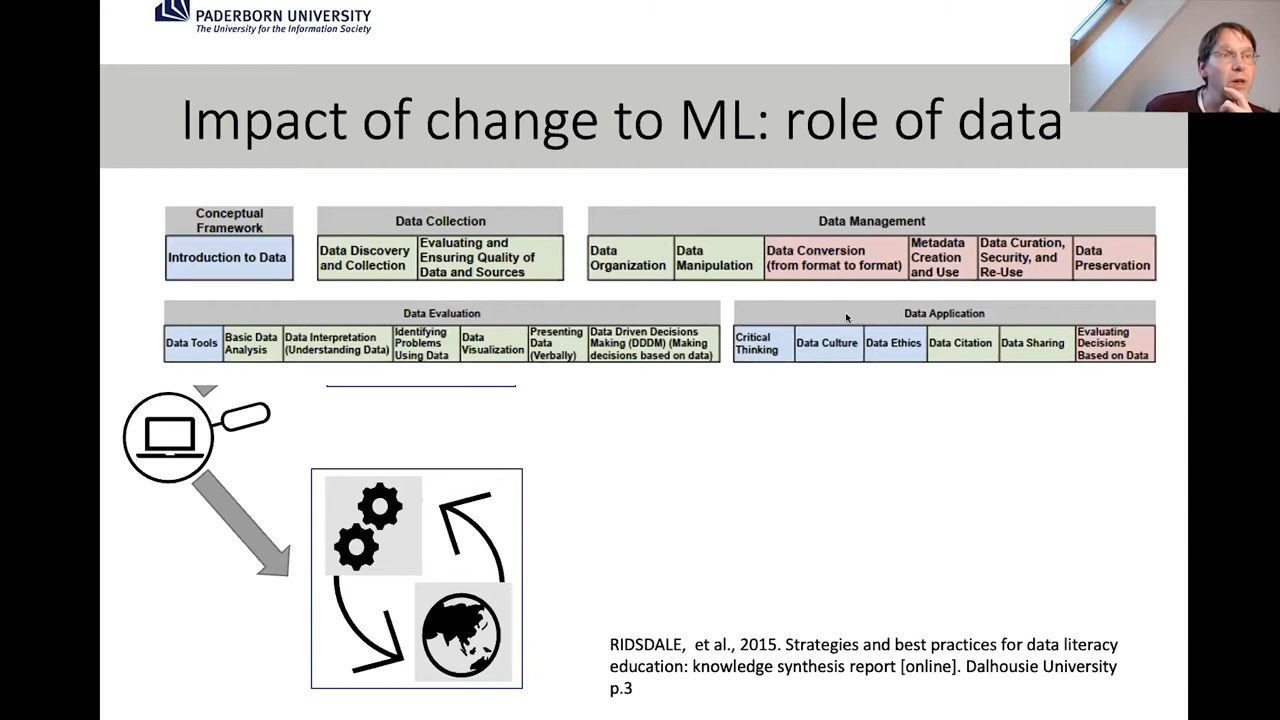 PADERBORN UNIVERSITY
The University for the Information Society
Impact of change to ML: role of data
Conceptual
Framework
Introduction to Data
Data Collection
Data Discovery
and Collection
Evaluating and
Ensuring Quality of
Data and Sources
Data Management
Data
Organization
Data
Manipulation
Data Conversion
(from format to format)
Metadata
Creation
and Use
Data Curation,
Security, and
Re-Use
Data
Preservation
Data Evaluation
Data Tools
Basic Data
Analysis
Data Interpretation
(Understanding Data)
Identifying
Problems
Using Data
Data
Visualization
Presenting
Data
(Verbally)
Data Driven Decisions
Making (DDDM) (Making
decisions based on data)
Data Application
Critical
Thinking
Data Culture
Data Ethics
Data Citation
Data Sharing
Evaluating
Decisions
Based on Data
RIDSDALE, et al., 2015. Strategies and best practices for data literacy
education: knowledge synthesis report [online]. Dalhousie University
p.3